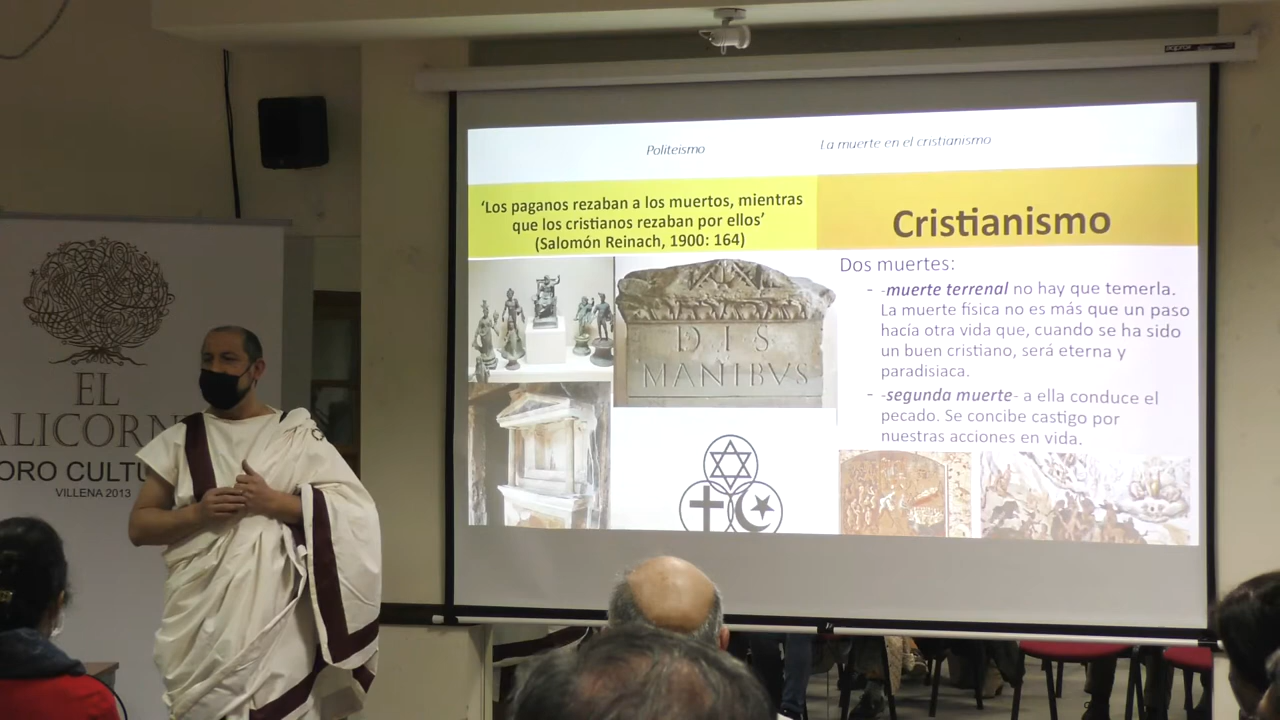 Politeismo
La muerte en el cristianismo
‘Los paganos rezaban a los muertos, mientras
que los cristianos rezaban por ellos’
(Salomón Reinach, 1900: 164)
Cristianismo
Dos muertes:
- -muerte terrenal no hay que temerla.
La muerte física no es más que un paso
hacía otra vida que, cuando se ha sido
un buen cristiano, será eterna y
paradisiaca.
- -segunda muerte- a ella conduce el
pecado. Se concibe castigo por
nuestras acciones en vida.
D I S
MANIBVS
EL
ALICORN
ORO CULTU
VILLENA 2013